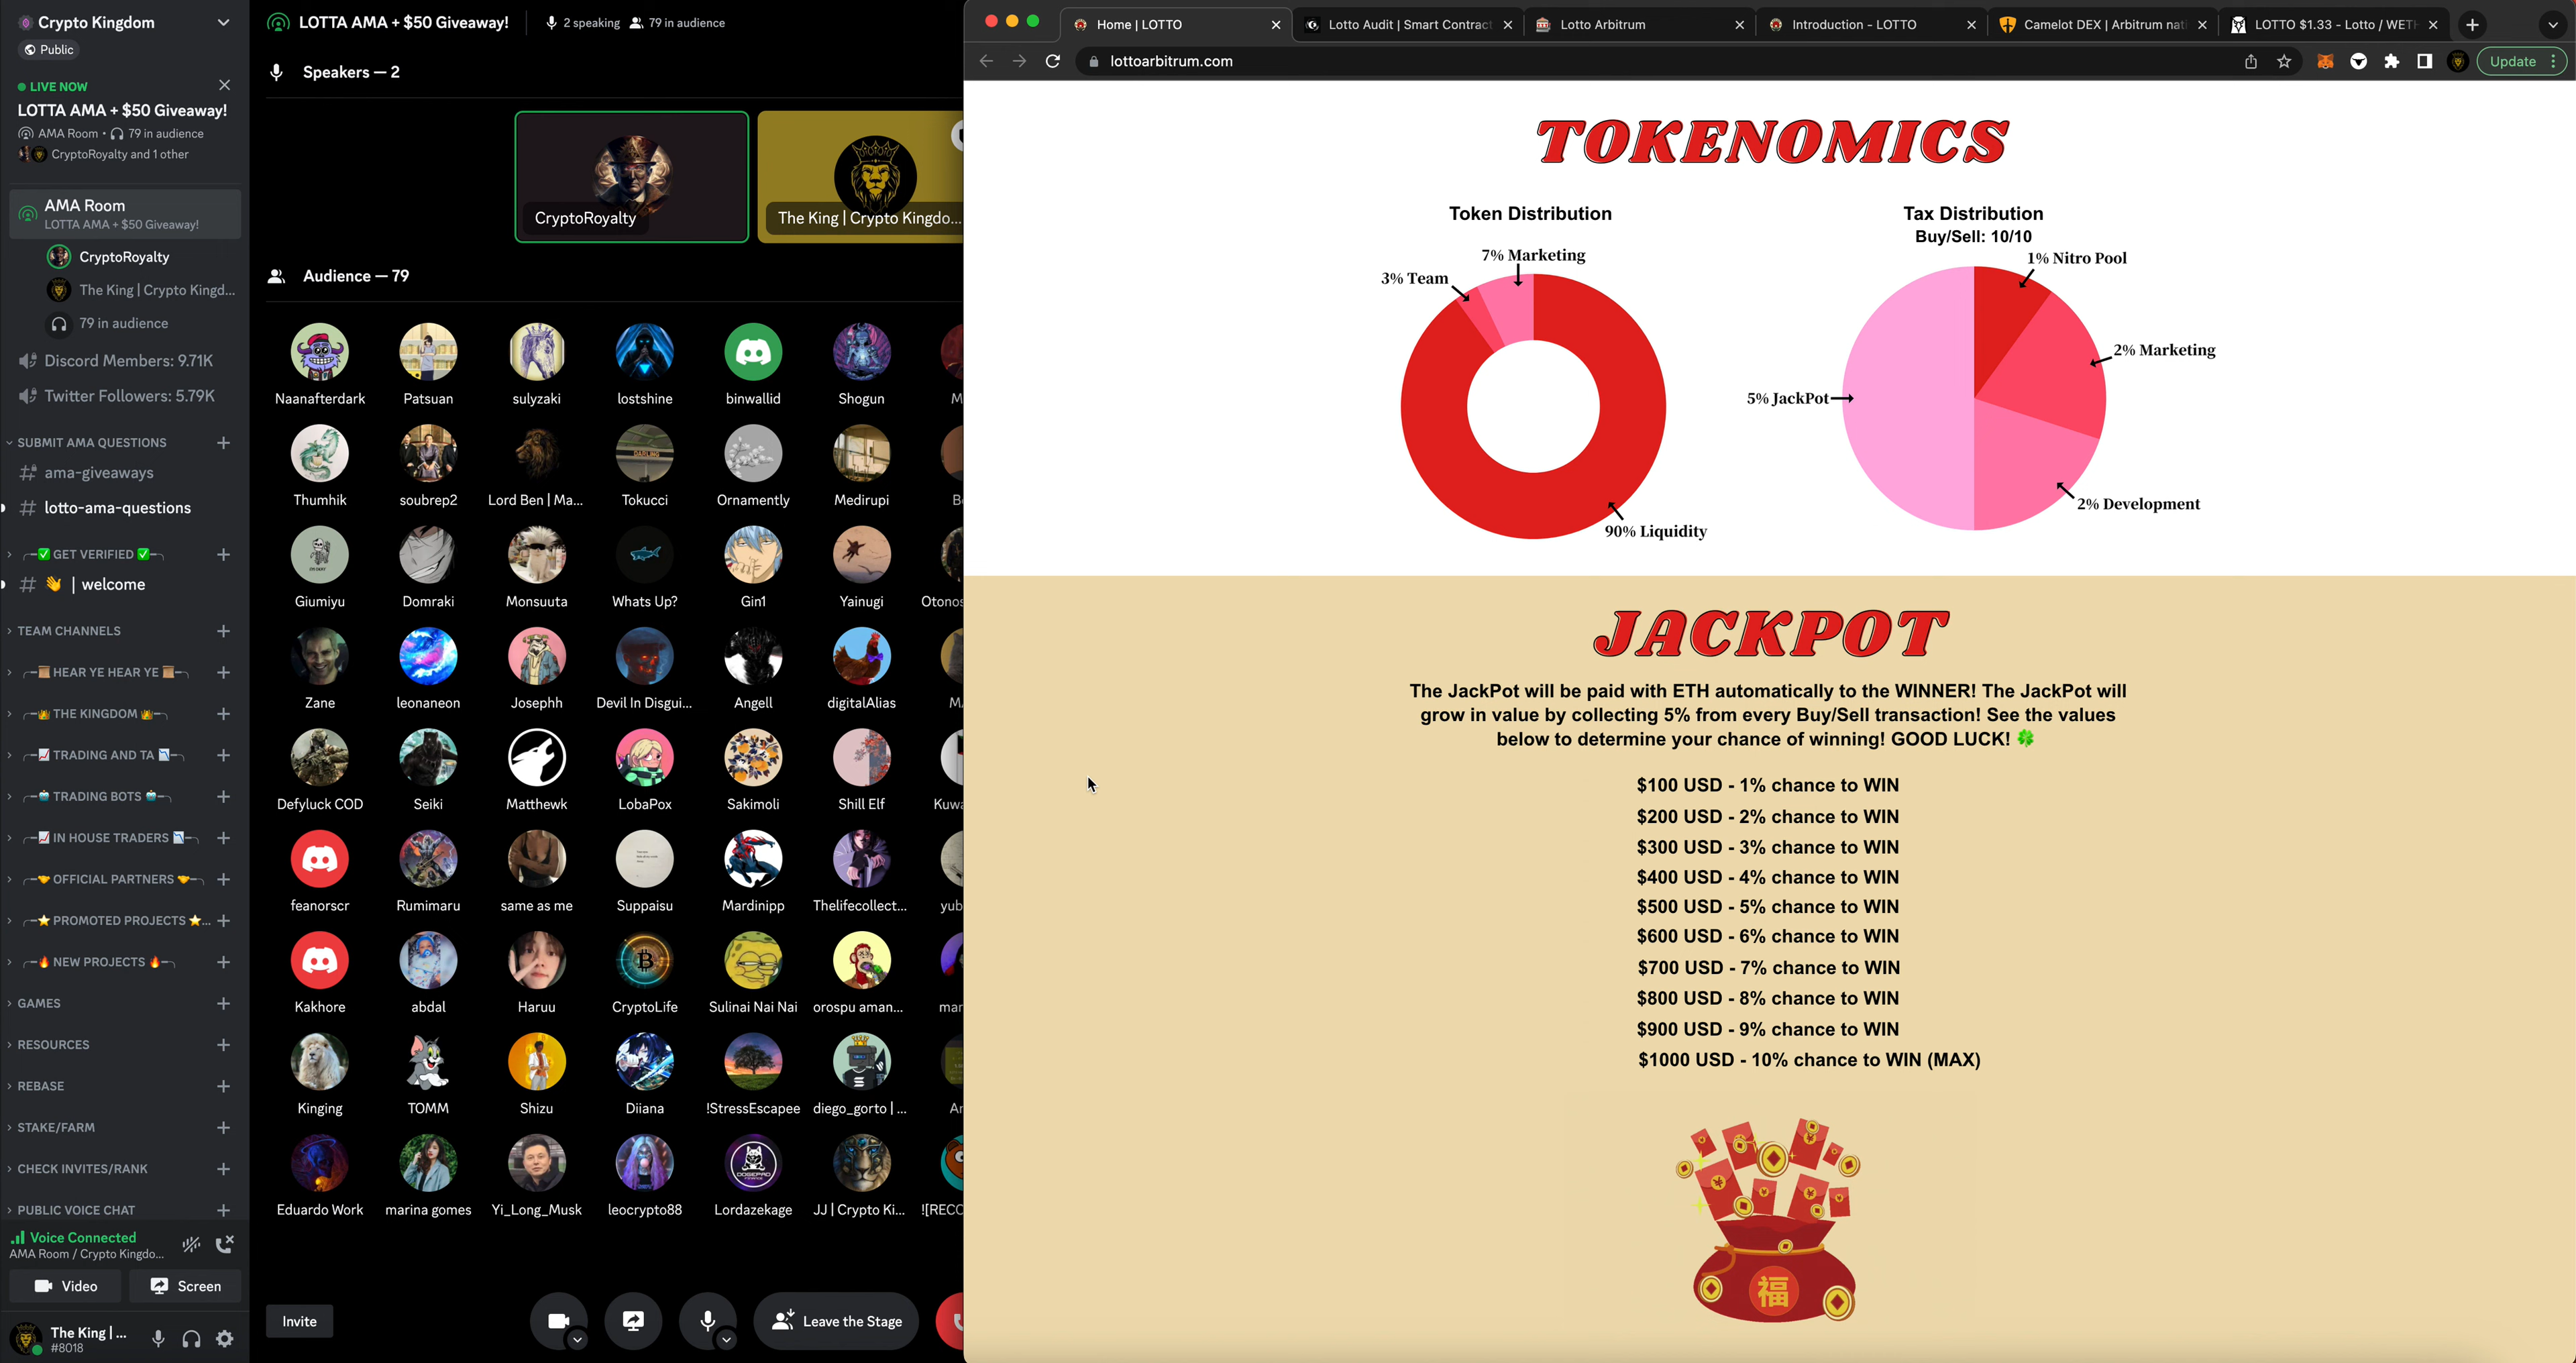 Crypto Kingdom
Public
LIVE NOW
LOTTA AMA + $50 Giveaway!
AMA Room • 79 in audience
CryptoRoyalty and 1 other
AMA Room
LOTTA AMA + $50 Giveaway!
CryptoRoyalty
The King | Crypto Kingd...
79 in audience
Discord Members: 9.71K
Twitter Followers: 5.79K
SUBMIT AMA QUESTIONS
ama-giveaways
lotto-ama-questions
GET VERIFIED
👋 | welcome
TEAM CHANNELS
HEAR YE HEAR YE
THE KINGDOM
TRADING AND TA
TRADING BOTS
IN HOUSE TRADERS
OFFICIAL PARTNERS
PROMOTED PROJECTS ⭐...
NEW PROJECTS
GAMES
RESOURCES
REBASE
STAKE/FARM
CHECK INVITES/RANK
PUBLIC VOICE CHAT
Voice Connected
AMA Room / Crypto Kingdo...
Video Screen
The King | ...
#8018
LOTTA AMA + $50 Giveaway! 2 speaking 79 in audience
Speakers — 2
CryptoRoyalty The King | Crypto Kingdo...
Audience — 79
Naanafterdark Patsuan sulyzaki lostshine binwallid Shogun
Thumhik soubrep2 Lord Ben | Ma... Tokucci Ornamently Medirupi
Giumiyu Domraki Monsuuta Whats Up? Gin1 Yainugi Otonos
Zane leonaneon Josephh Devil In Disgui... Angell digitalAlias
Defyluck COD Seiki Matthewk LobaPox Sakimoli Shill Elf Kuwa
feanorscr Rumimaru same as me Suppaisu Mardinipp Thelifecollect... yub
Kakhore abdal Haruu CryptoLife Sulinai Nai Nai orospu aman... mar
Kinging TOMM Shizu Diiana !StressEscapee diego_gorto | ... Ar
Eduardo Work marina gomes Yi_Long_Musk leocrypto88 Lordazekage JJ | Crypto Ki... ![RECO
Invite
Leave the Stage
Home | LOTTO
Lotto Audit | Smart Contract
Lotto Arbitrum
Introduction - LOTTO
Camelot DEX | Arbitrum nati
LOTTO $1.33 - Lotto / WETH
lottoarbitrum.com
Update
TOKENOMICS
Token Distribution
7% Marketing
3% Team
90% Liquidity
Tax Distribution
Buy/Sell: 10/10
1% Nitro Pool
2% Marketing
5% JackPot
2% Development
JACKPOT
The JackPot will be paid with ETH automatically to the WINNER! The JackPot will
grow in value by collecting 5% from every Buy/Sell transaction! See the values
below to determine your chance of winning! GOOD LUCK! 🍀
$100 USD - 1% chance to WIN
$200 USD - 2% chance to WIN
$300 USD - 3% chance to WIN
$400 USD - 4% chance to WIN
$500 USD - 5% chance to WIN
$600 USD - 6% chance to WIN
$700 USD - 7% chance to WIN
$800 USD - 8% chance to WIN
$900 USD - 9% chance to WIN
$1000 USD - 10% chance to WIN (MAX)
福